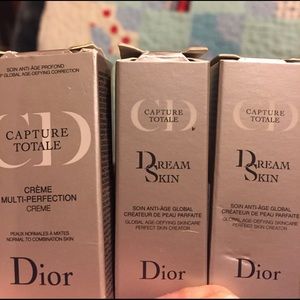 SOIN ANTI-ÂGE PROFOND
GLOBAL AGE-DEFYING CORRECTION
CD
CAPTURE
TOTALE
CRÈME
MULTI-PERFECTION
CREME
PEAUX NORMALES À MIXTES
NORMAL TO COMBINATION SKIN
Dior
CD
CAPTURE
TOTALE
DREAM
SKIN
SOIN ANTI-ÂGE GLOBAL
CRÉATEUR DE PEAU PARFAITE
GLOBAL AGE-DEFYING SKINCARE
PERFECT SKIN CREATOR
Dior
CD
CAPTURE
TOTALE
DREAM
SKIN
SOIN ANTI-ÂGE GLOBAL
CRÉATEUR DE PEAU PARFAITE
GLOBAL AGE-DEFYING SKINCARE
PERFECT SKIN CREATOR
Dior